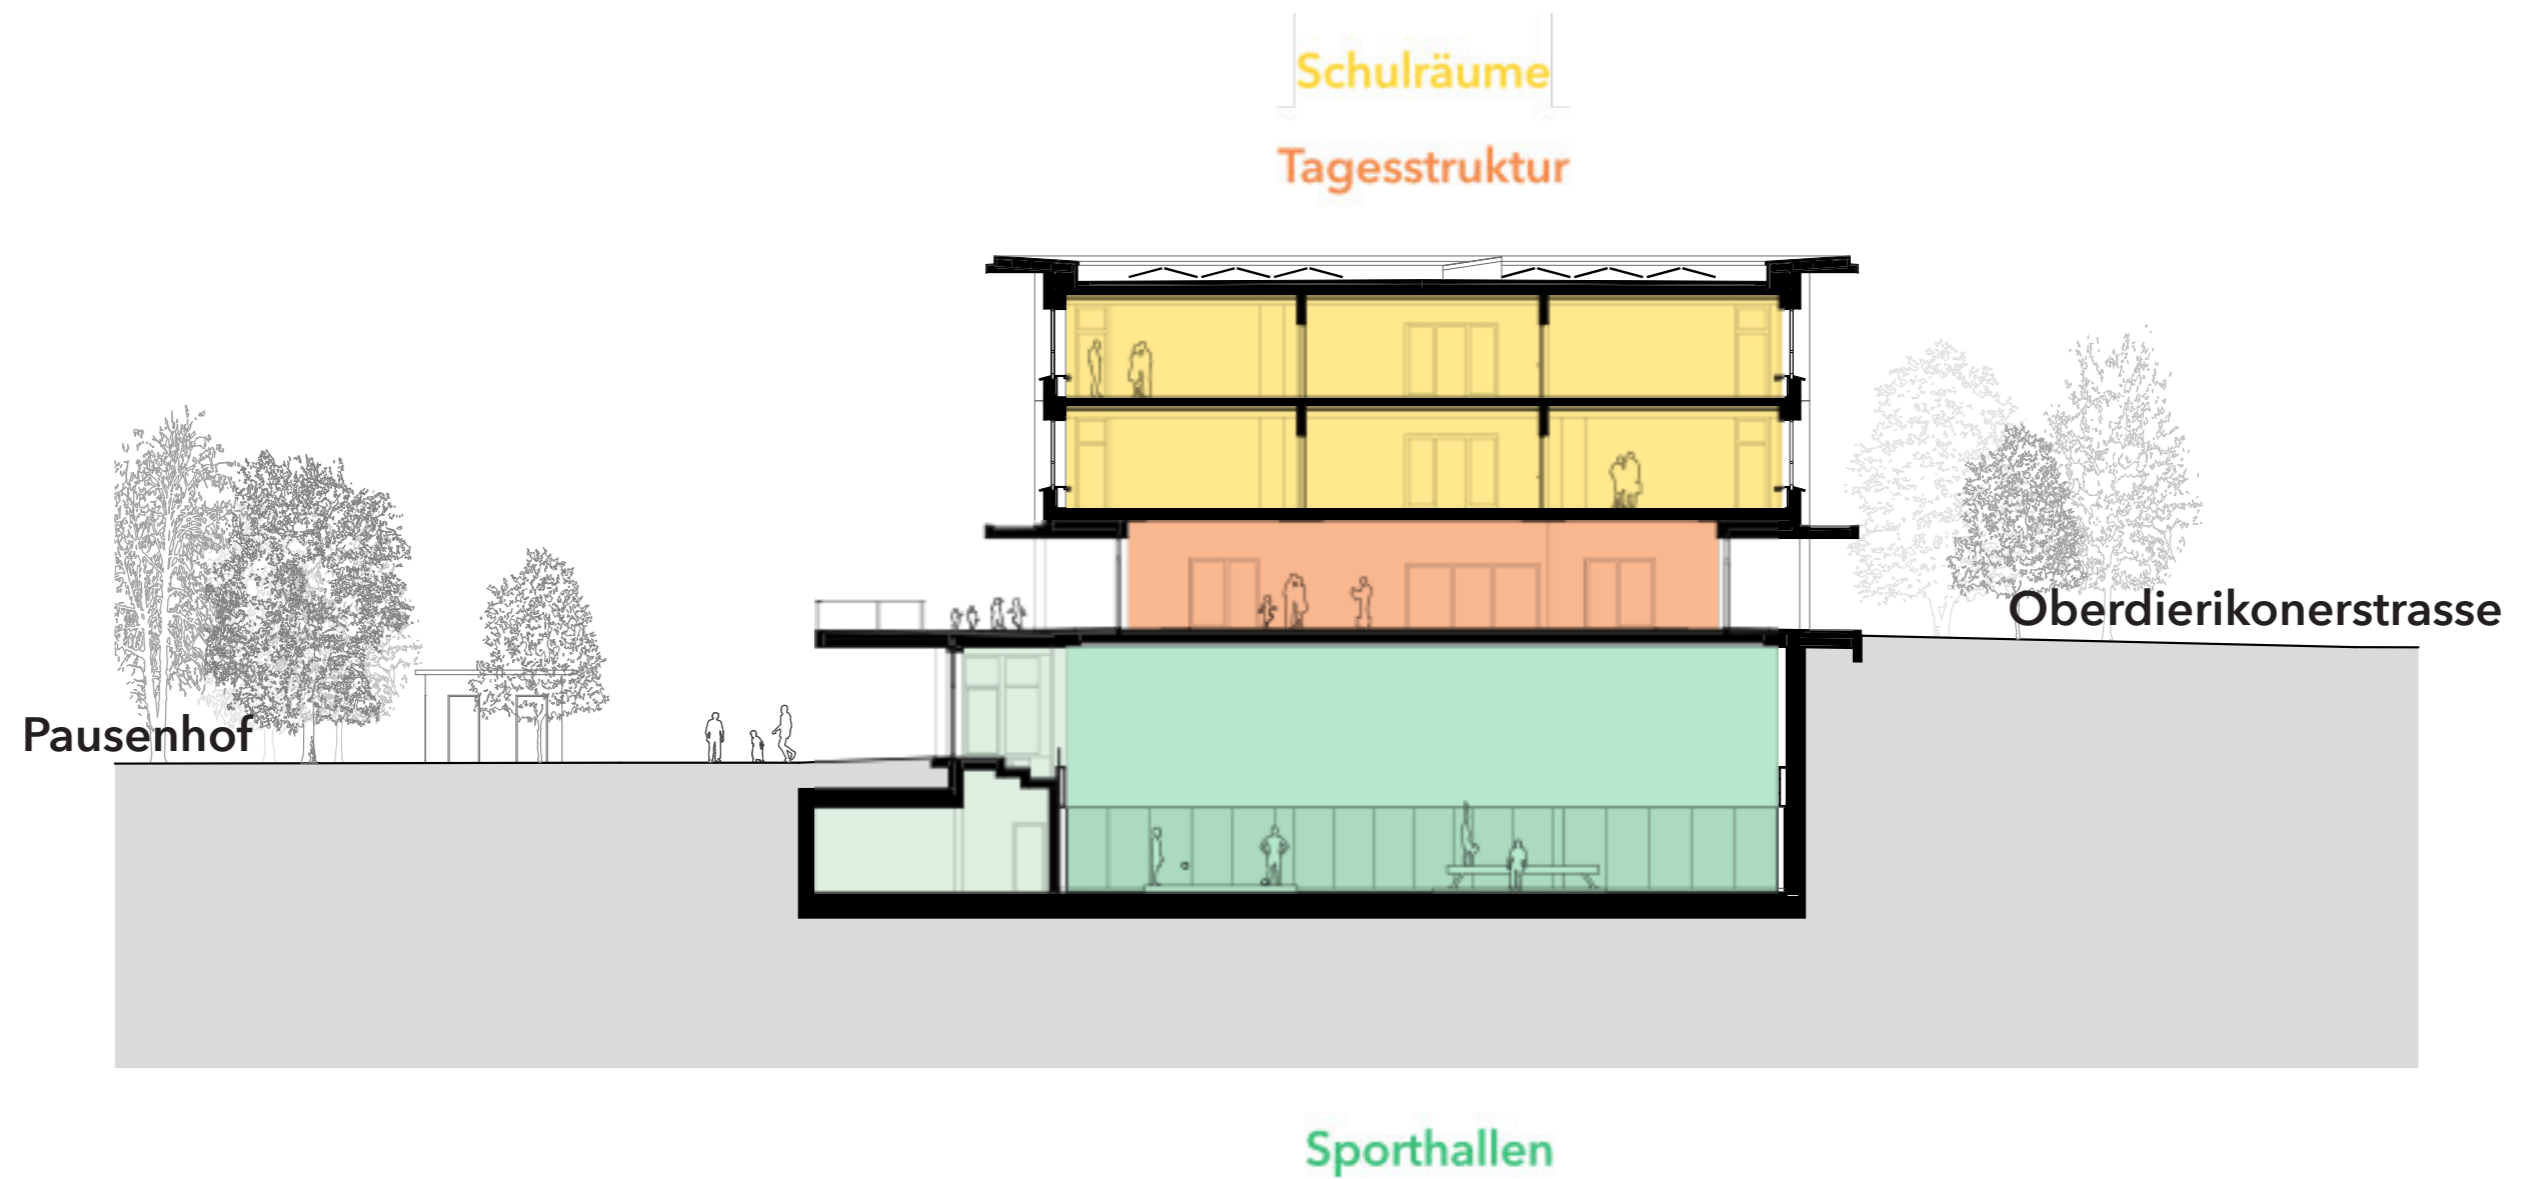 Schulräume
Tagesstruktur
Oberdierikonerstrasse
Pausenhof
Sporthallen